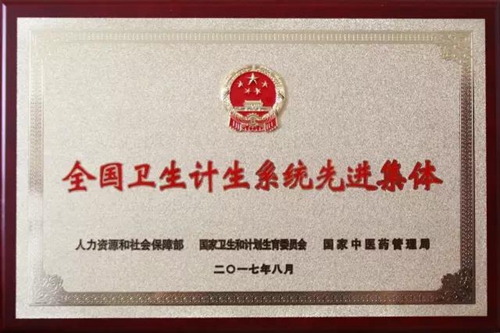 全国卫生计生系统先进集体
人力资源和社会保障部 国家卫生和计划生育委员会 国家中医药管理局
二〇一七年八月